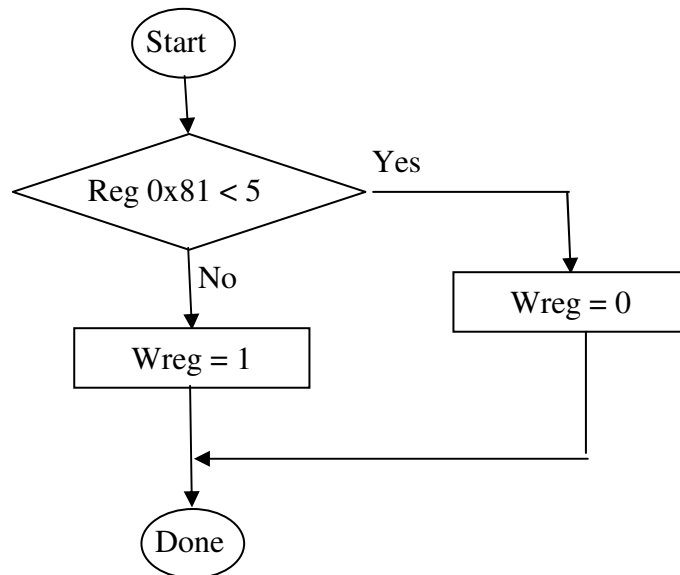 Start
Reg 0x81 < 5
Yes
No
Wreg = 0
Wreg = 1
Done